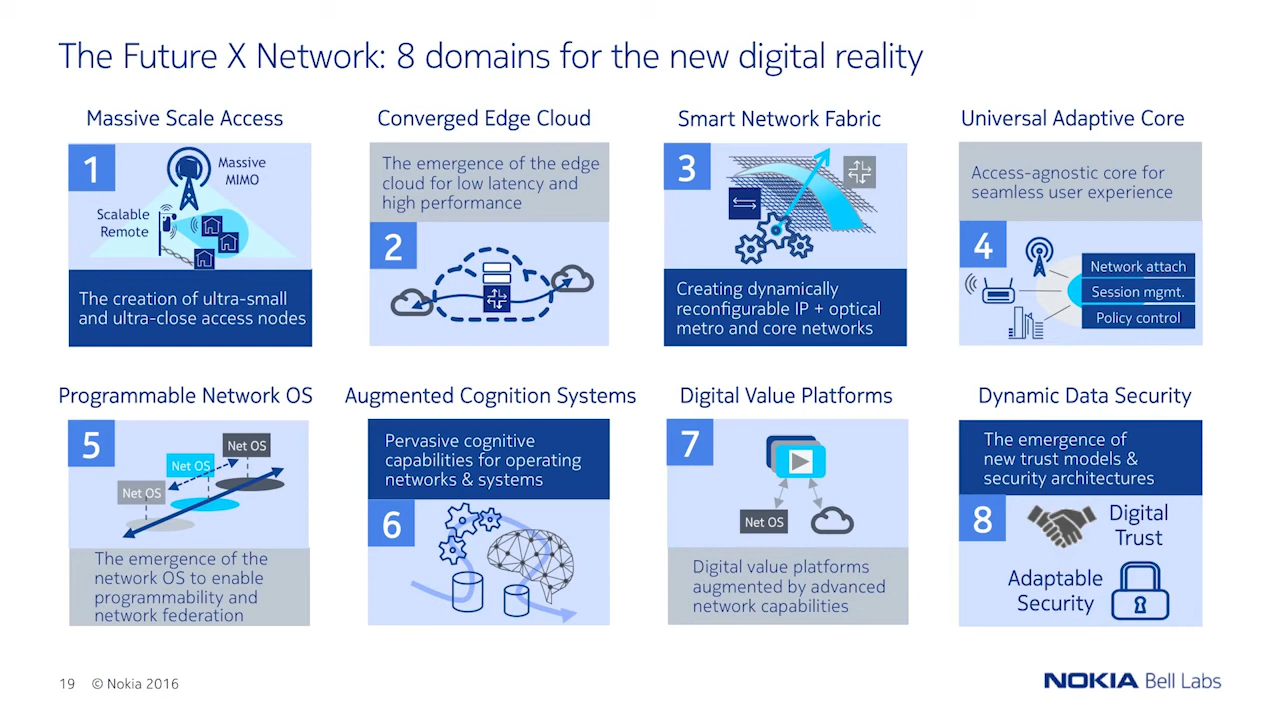 The Future X Network: 8 domains for the new digital reality
Massive Scale Access
1
Massive
MIMO
Scalable
Remote
The creation of ultra-small
and ultra-close access nodes
Converged Edge Cloud
The emergence of the edge
cloud for low latency and
high performance
2
Smart Network Fabric
3
Creating dynamically
reconfigurable IP + optical
metro and core networks
Universal Adaptive Core
Access-agnostic core for
seamless user experience
4
Network attach
Session mgmt.
Policy control
Programmable Network OS
5
Net OS
Net OS
Net OS
The emergence of the
network OS to enable
programmability and
network federation
Augmented Cognition Systems
Pervasive cognitive
capabilities for operating
networks & systems
6
Digital Value Platforms
7
Net OS
Digital value platforms
augmented by advanced
network capabilities
Dynamic Data Security
The emergence of
new trust models &
security architectures
8
Digital
Trust
Adaptable
Security
19 © Nokia 2016
NOKIA Bell Labs